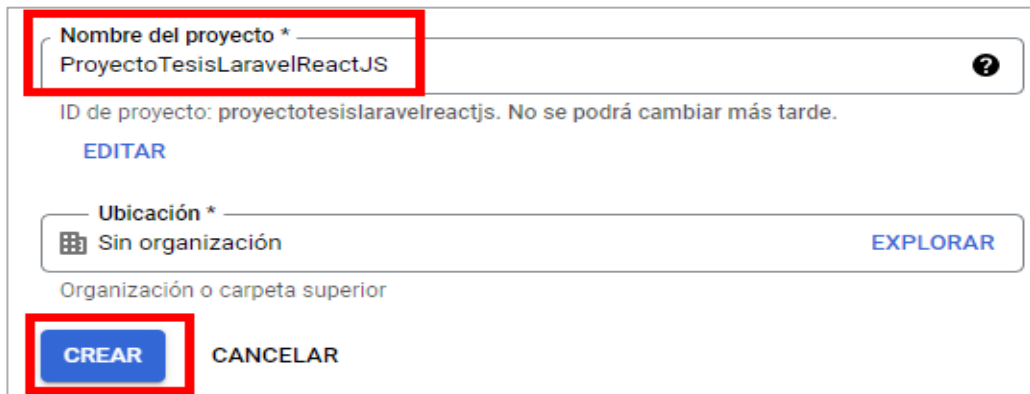 Nombre del proyecto *
ProyectoTesisLaravelReactJS
ID de proyecto: proyectotesislaravelreactjs. No se podrá cambiar más tarde.
EDITAR
Ubicación *
Sin organización EXPLORAR
Organización o carpeta superior
CREAR CANCELAR